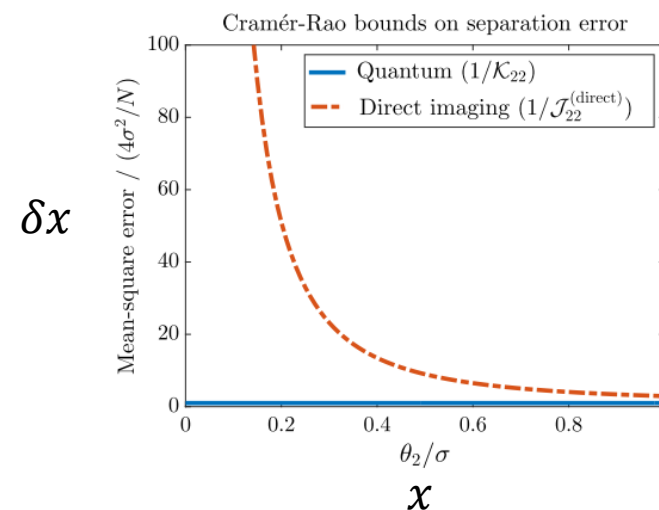 Cramér-Rao bounds on separation error
Quantum (1/𝒦₂₂)
Direct imaging (1/𝒥₂₂^(direct))
100
80
60
40
20
0
Mean-square error / (4σ²/N)
δx
0 0.2 0.4 0.6 0.8
θ₂/σ
x